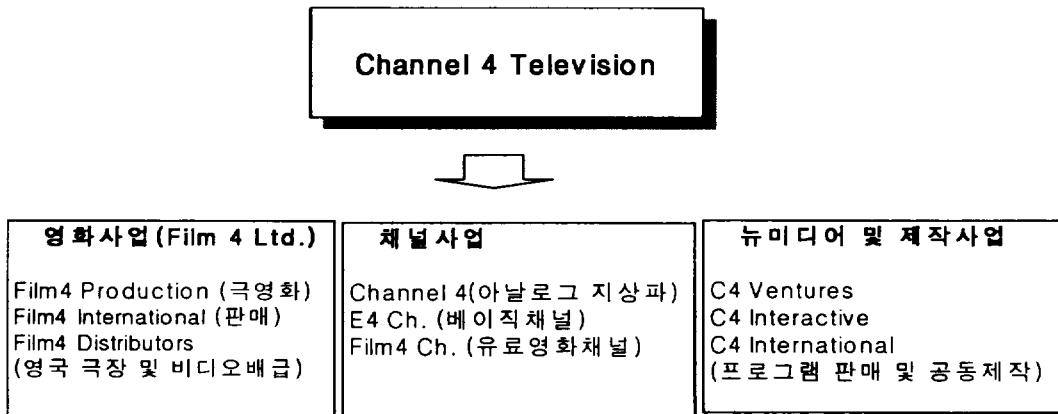 Channel 4 Television
영화사업(Film 4 Ltd.)
Film4 Production (극영화)
Film4 International (판매)
Film4 Distributors
(영국 극장 및 비디오배급)
채널사업
Channel 4(아날로그 지상파)
E4 Ch. (베이직채널)
Film4 Ch. (유료영화채널)
뉴미디어 및 제작사업
C4 Ventures
C4 Interactive
C4 International
(프로그램 판매 및 공동제작)